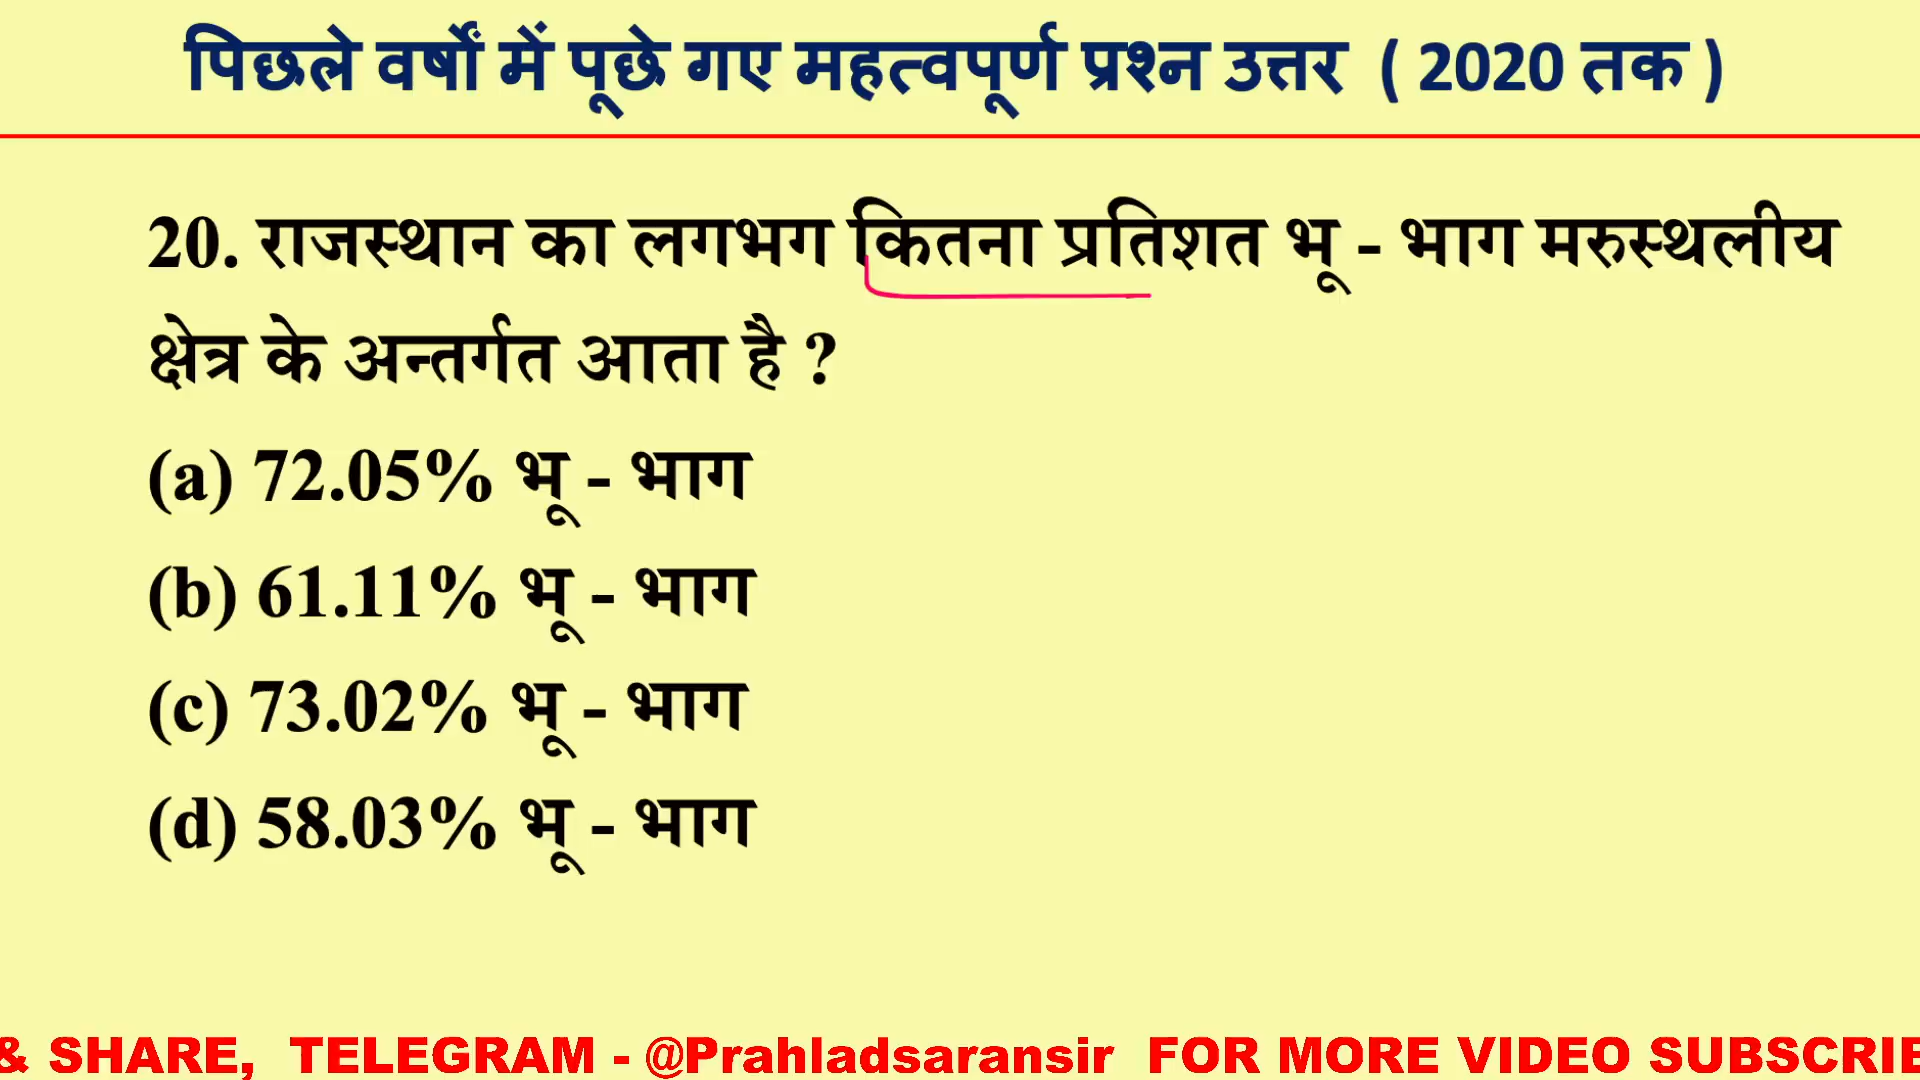 पिछले वर्षों में पूछे गए महत्वपूर्ण प्रश्न उत्तर ( 2020 तक )
20. राजस्थान का लगभग कितना प्रतिशत भू - भाग मरुस्थलीय
क्षेत्र के अन्तर्गत आता है ?
(a) 72.05% भू - भाग
(b) 61.11% भू - भाग
(c) 73.02% भू - भाग
(d) 58.03% भू - भाग
& SHARE, TELEGRAM - @Prahladsaransir FOR MORE VIDEO SUBSCRIE